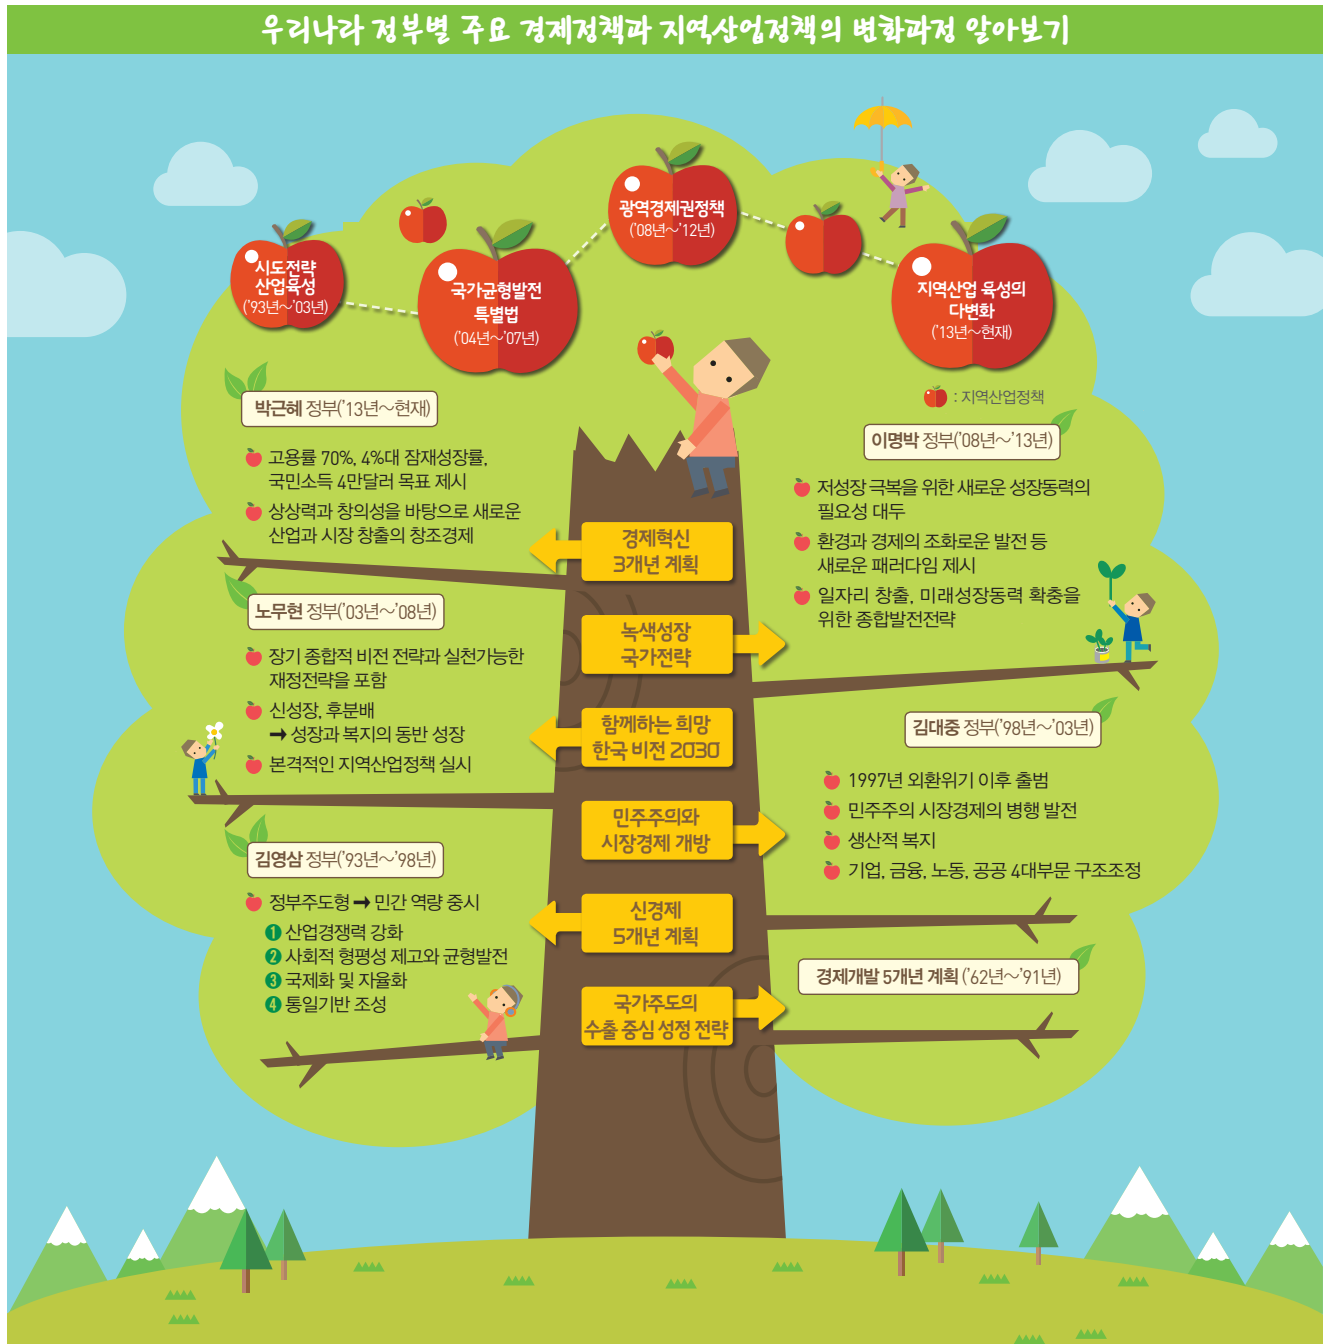 우리나라 정부별 주요 경제정책과 지역산업정책의 변화과정 알아보기
시도전략
산업육성
('93년～'03년)
국가균형발전
특별법
('04년～'07년)
광역경제권정책
('08년～'12년)
지역산업 육성의
다변화
('13년～현재)
: 지역산업정책
박근혜 정부('13년～현재)
고용률 70%, 4%대 잠재성장률,
국민소득 4만달러 목표 제시
상상력과 창의성을 바탕으로 새로운
산업과 시장 창출의 창조경제
경제혁신
3개년 계획
이명박 정부('08년～'13년)
저성장 극복을 위한 새로운 성장동력의
필요성 대두
환경과 경제의 조화로운 발전 등
새로운 패러다임 제시
일자리 창출, 미래성장동력 확충을
위한 종합발전전략
녹색성장
국가전략
노무현 정부('03년～'08년)
장기 종합적 비전 전략과 실천가능한
재정전략을 포함
신성장, 후분배
➞ 성장과 복지의 동반 성장
본격적인 지역산업정책 실시
함께하는 희망
한국 비전 2030
김대중 정부('98년～'03년)
1997년 외환위기 이후 출범
민주주의 시장경제의 병행 발전
생산적 복지
기업, 금융, 노동, 공공 4대부문 구조조정
민주주의와
시장경제 개방
김영삼 정부('93년～'98년)
정부주도형 ➞ 민간 역량 중시
❶ 산업경쟁력 강화
❷ 사회적 형평성 제고와 균형발전
❸ 국제화 및 자율화
❹ 통일기반 조성
신경제
5개년 계획
경제개발 5개년 계획 ('62년～'91년)
국가주도의
수출 중심 성정 전략